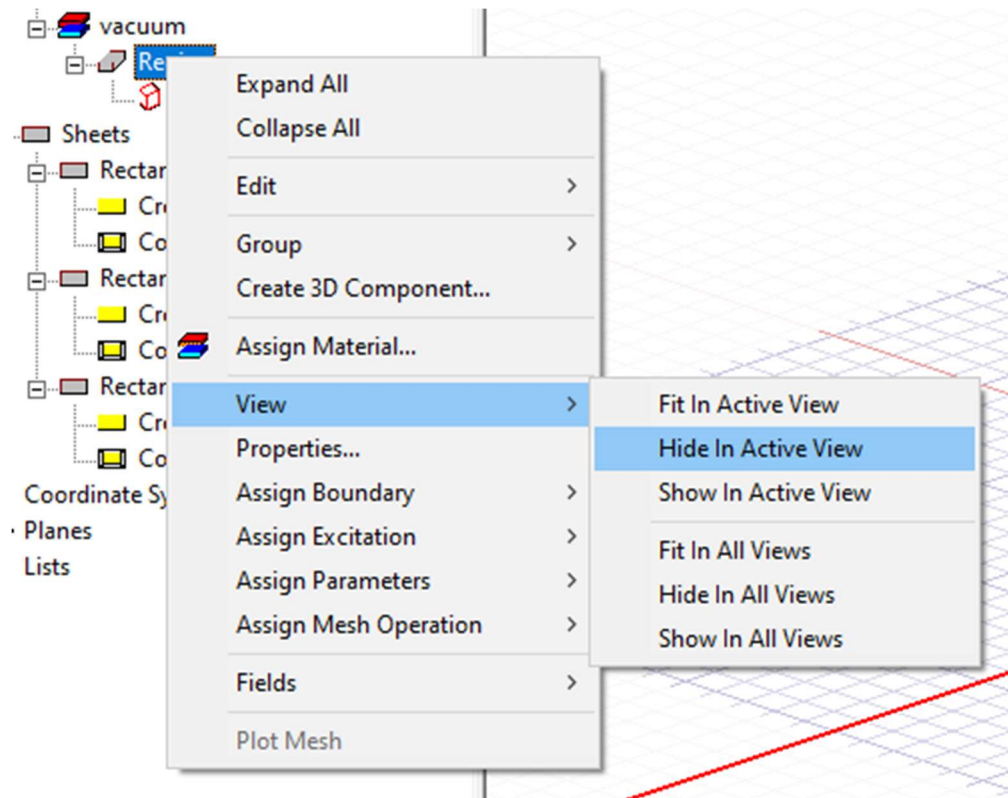 vacuum
Expand All
Collapse All
Sheets
Edit
Group
Create 3D Component...
Assign Material...
View
Fit In Active View
Properties...
Hide In Active View
Assign Boundary
Show In Active View
Coordinate
Planes
Assign Excitation
Fit In All Views
Lists
Assign Parameters
Hide In All Views
Assign Mesh Operation
Show In All Views
Fields
Plot Mesh